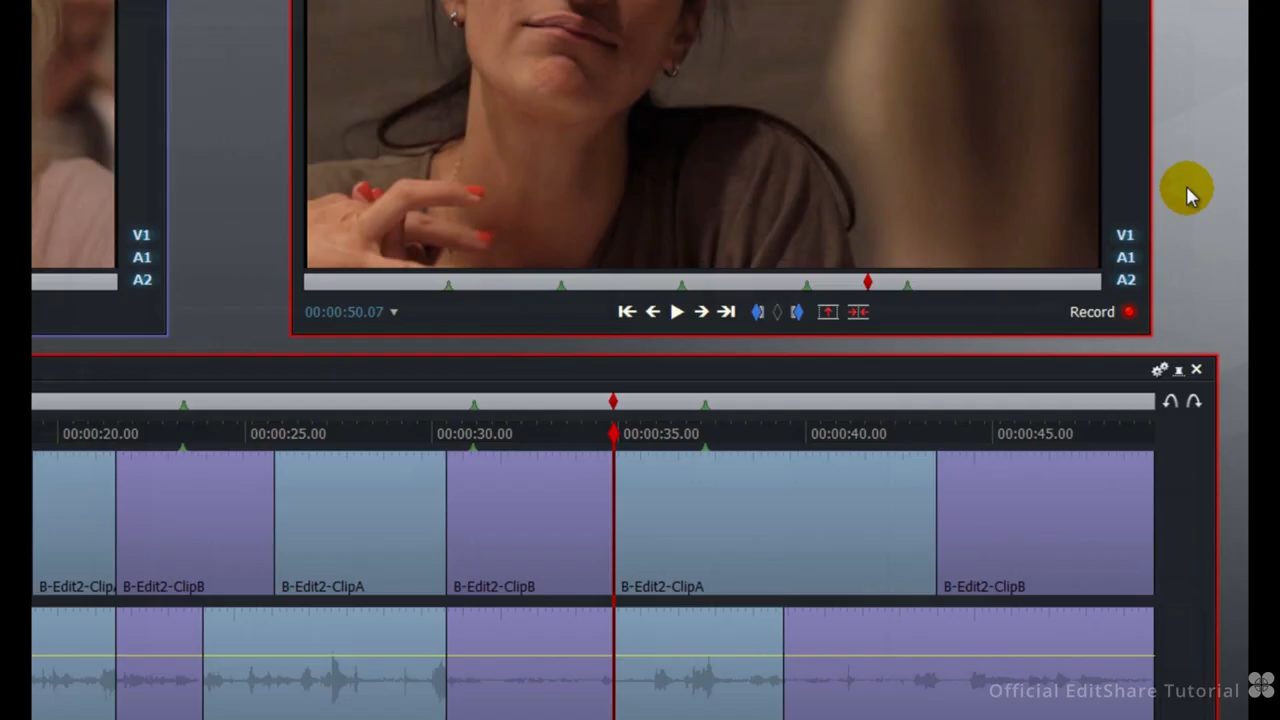 V1
A1
A2
V1
A1
A2
00:00:50.07
Record
00:00:20.00
00:00:25.00
00:00:30.00
00:00:35.00
00:00:40.00
00:00:45.00
B-Edit2-ClipA
B-Edit2-ClipB
B-Edit2-ClipA
B-Edit2-ClipB
B-Edit2-ClipA
B-Edit2-ClipB
Official EditShare Tutorial